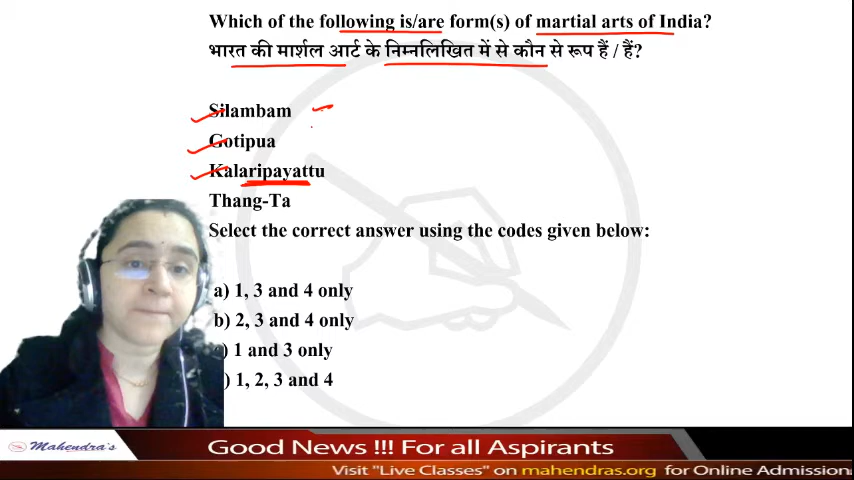 Which of the following is/are form(s) of martial arts of India?
भारत की मार्शल आर्ट के निम्नलिखित में से कौन से रूप हैं / हैं?
Silambam
Gotipua
Kalaripayattu
Thang-Ta
Select the correct answer using the codes given below:
a) 1, 3 and 4 only
b) 2, 3 and 4 only
) 1 and 3 only
) 1, 2, 3 and 4
Mahendra's
Good News !!! For all Aspirants
Visit "Live Classes" on mahendras.org for Online Admission